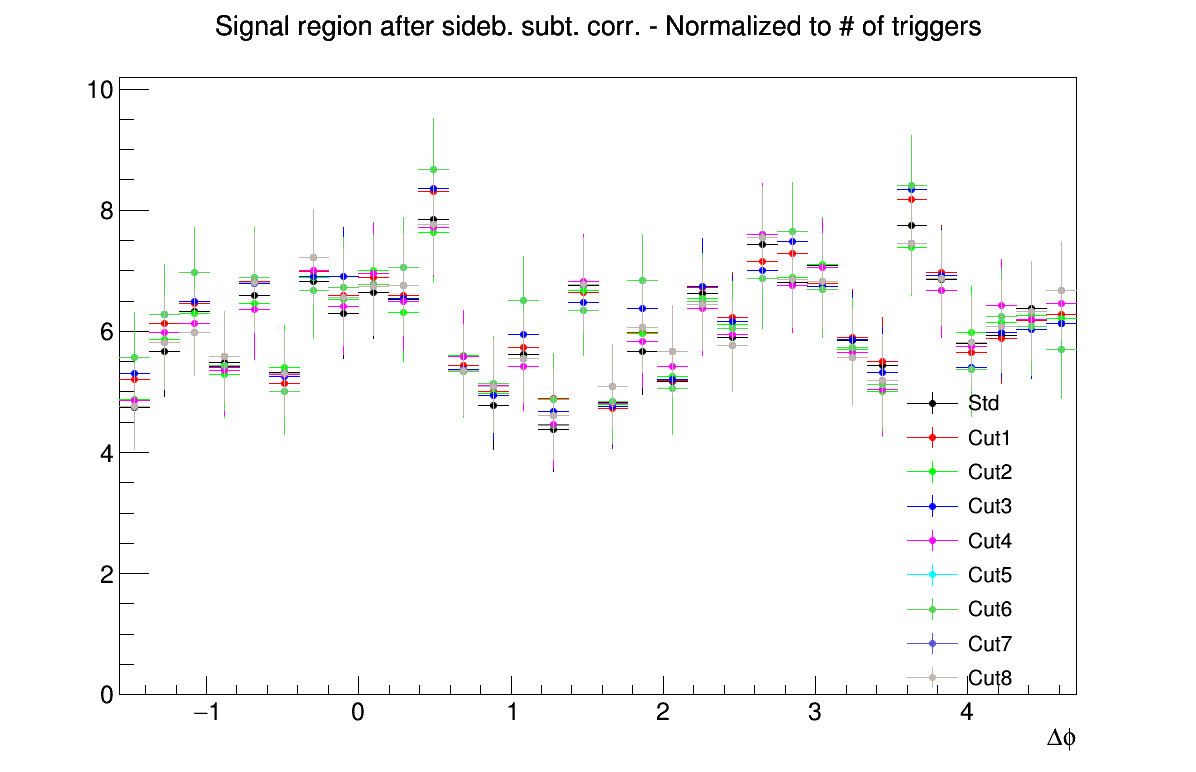 Signal region after sideb. subt. corr. - Normalized to # of triggers
10
8
6
4
2
0
Std
Cut1
Cut2
Cut3
Cut4
Cut5
Cut6
Cut7
Cut8
−1 0 1 2 3 4
Δϕ